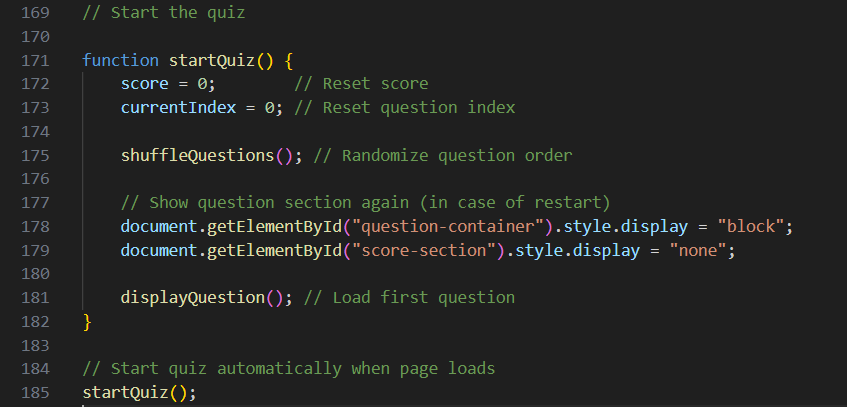 169 // Start the quiz
170
171 function startQuiz() {
172     score = 0;        // Reset score
173     currentIndex = 0; // Reset question index
174
175     shuffleQuestions(); // Randomize question order
176
177     // Show question section again (in case of restart)
178     document.getElementById("question-container").style.display = "block";
179     document.getElementById("score-section").style.display = "none";
180
181     displayQuestion(); // Load first question
182 }
183
184 // Start quiz automatically when page loads
185 startQuiz();